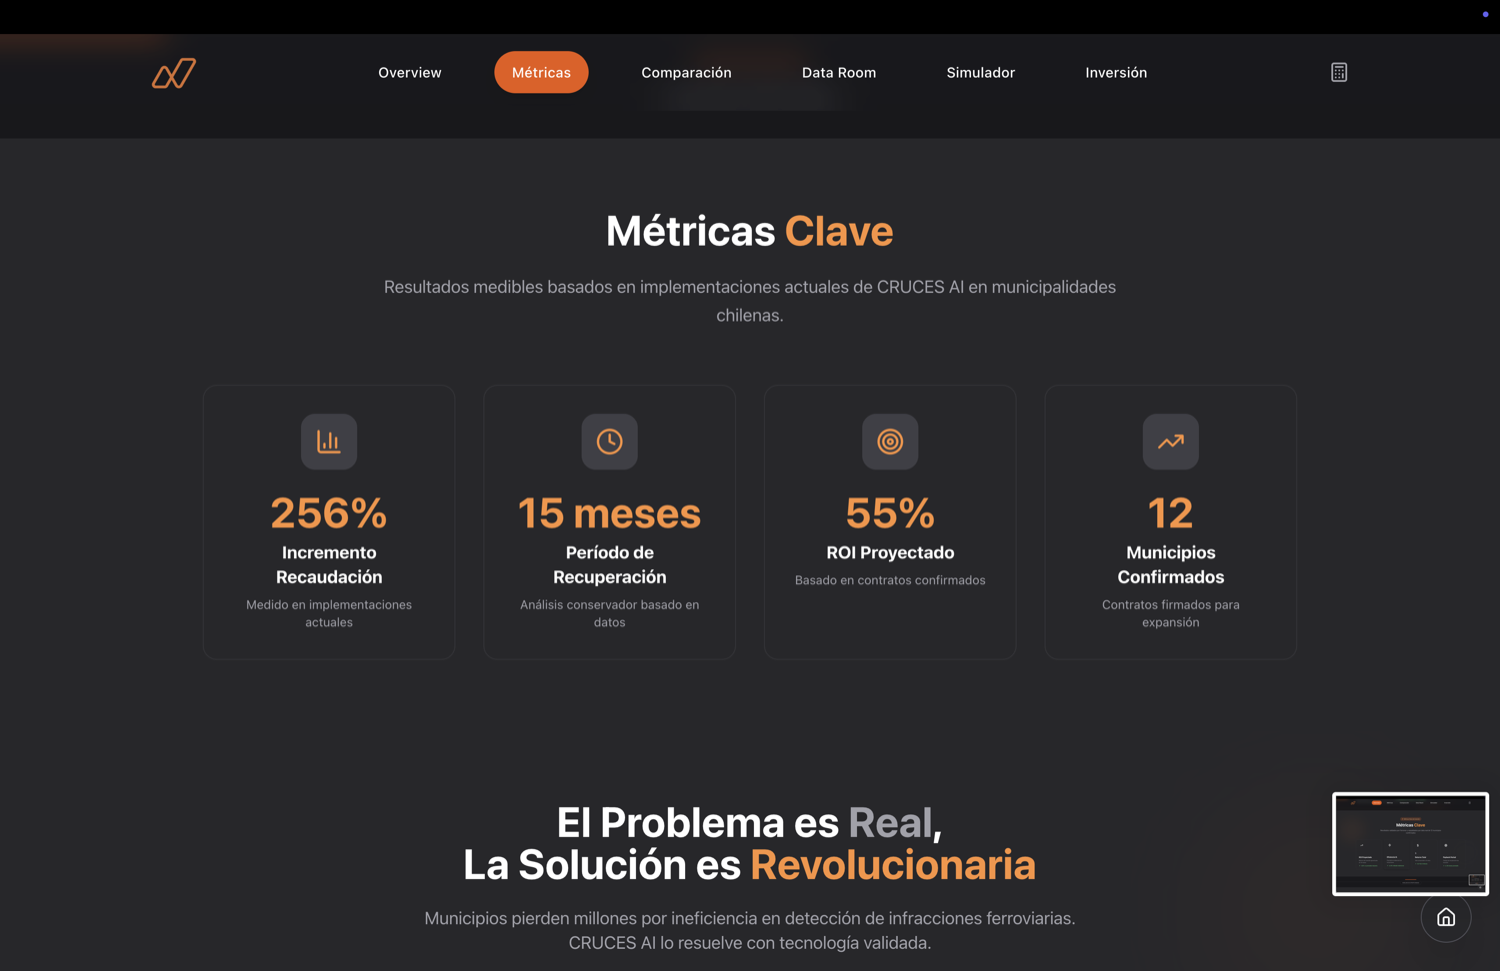 Overview
Métricas
Comparación
Data Room
Simulador
Inversión
Métricas Clave
Resultados medibles basados en implementaciones actuales de CRUCES AI en municipalidades
chilenas.
256%
Incremento
Recaudación
Medido en implementaciones
actuales
15 meses
Período de
Recuperación
Análisis conservador basado en
datos
55%
ROI Proyectado
Basado en contratos confirmados
12
Municipios
Confirmados
Contratos firmados para
expansión
El Problema es Real,
La Solución es Revolucionaria
Municipios pierden millones por ineficiencia en detección de infracciones ferroviarias.
CRUCES AI lo resuelve con tecnología validada.
Métricas Clave